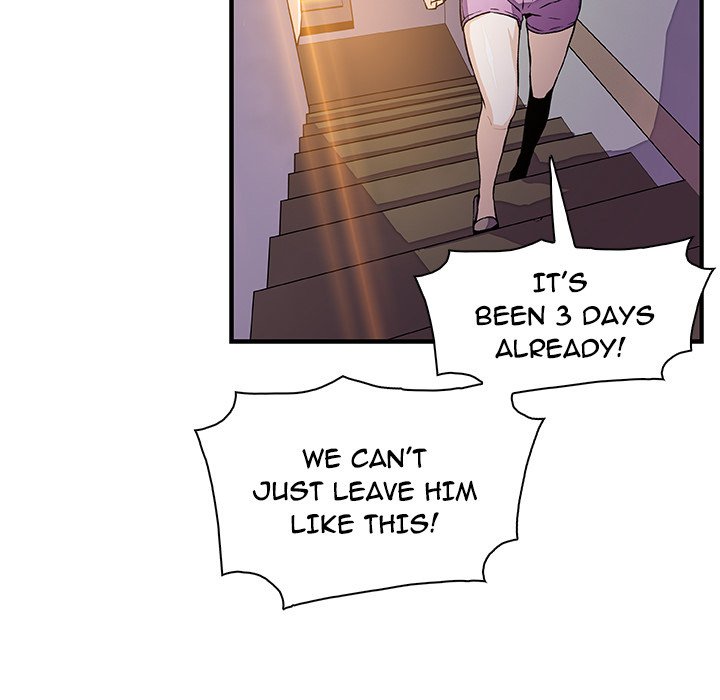 IT'S
BEEN 3 DAYS
ALREADY!
WE CAN'T
JUST LEAVE HIM
LIKE THIS!